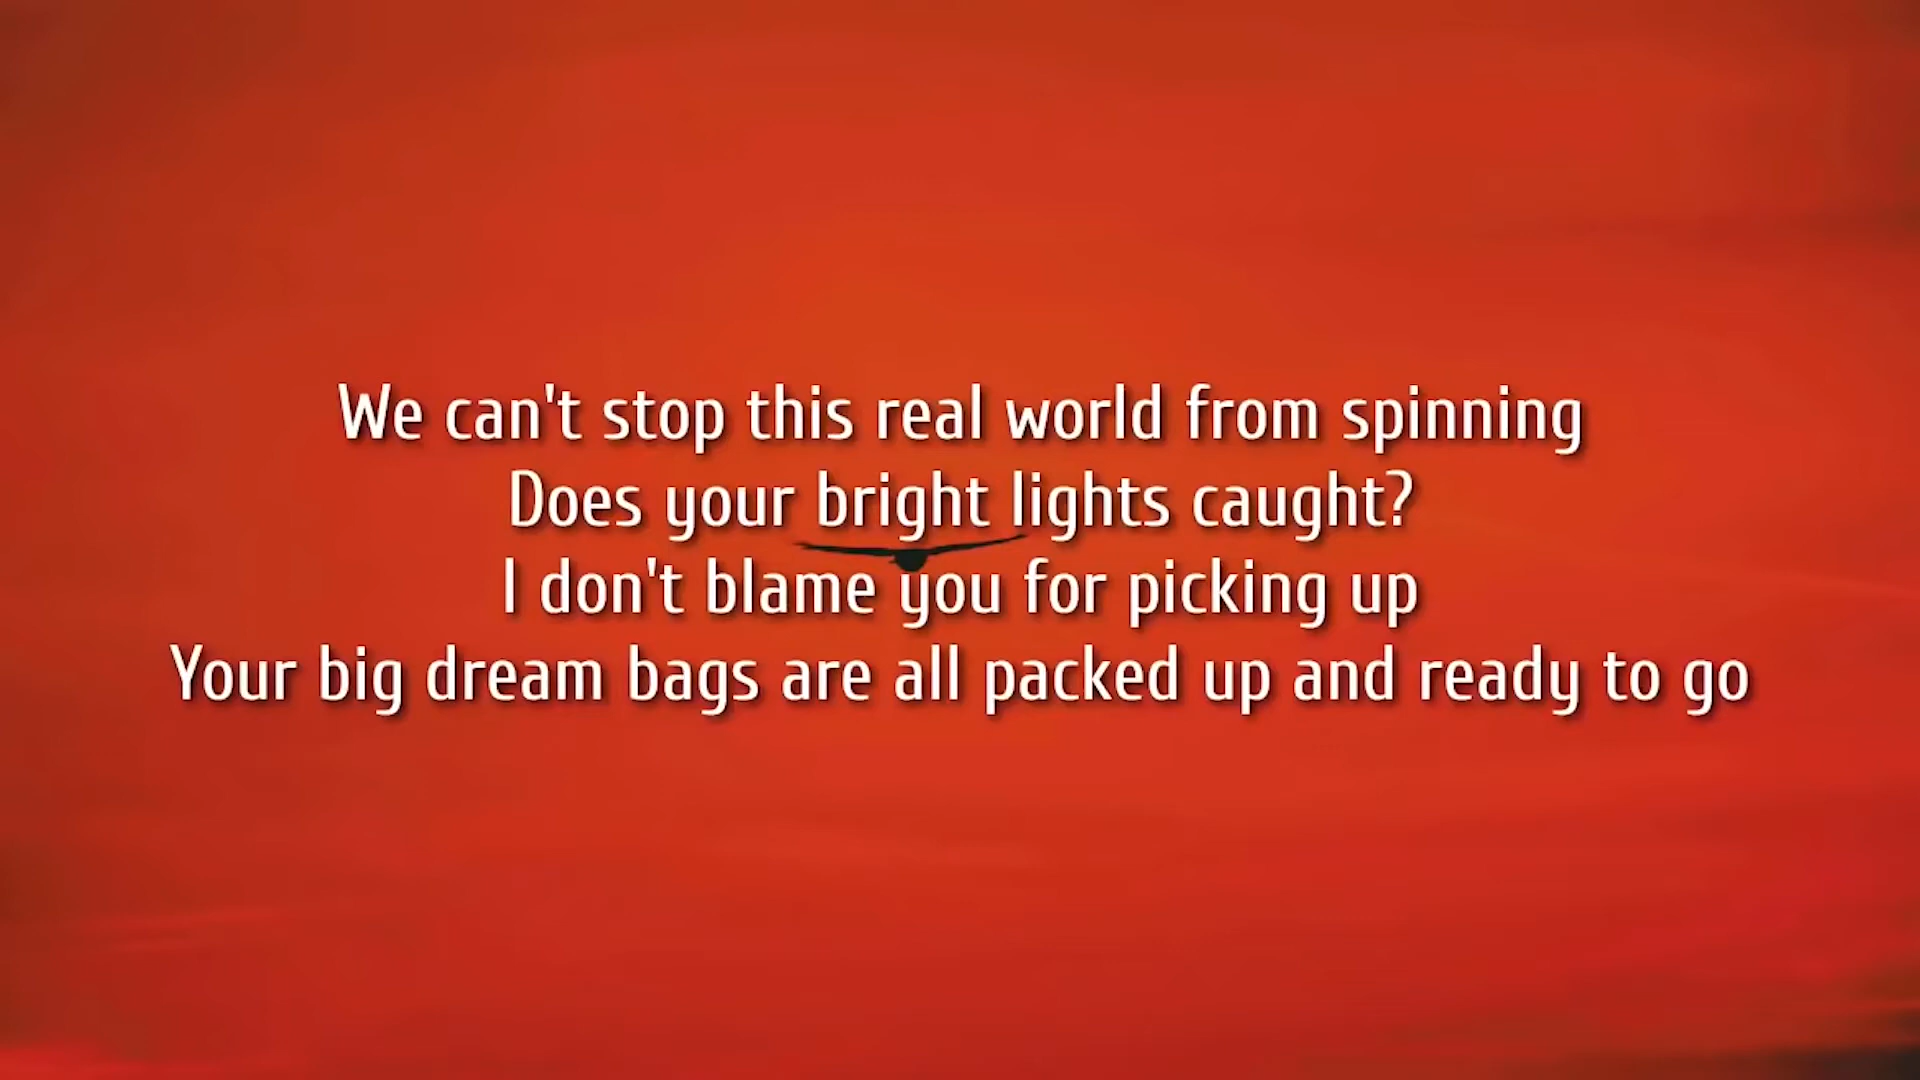 We can't stop this real world from spinning
Does your bright lights caught?
I don't blame you for picking up
Your big dream bags are all packed up and ready to go